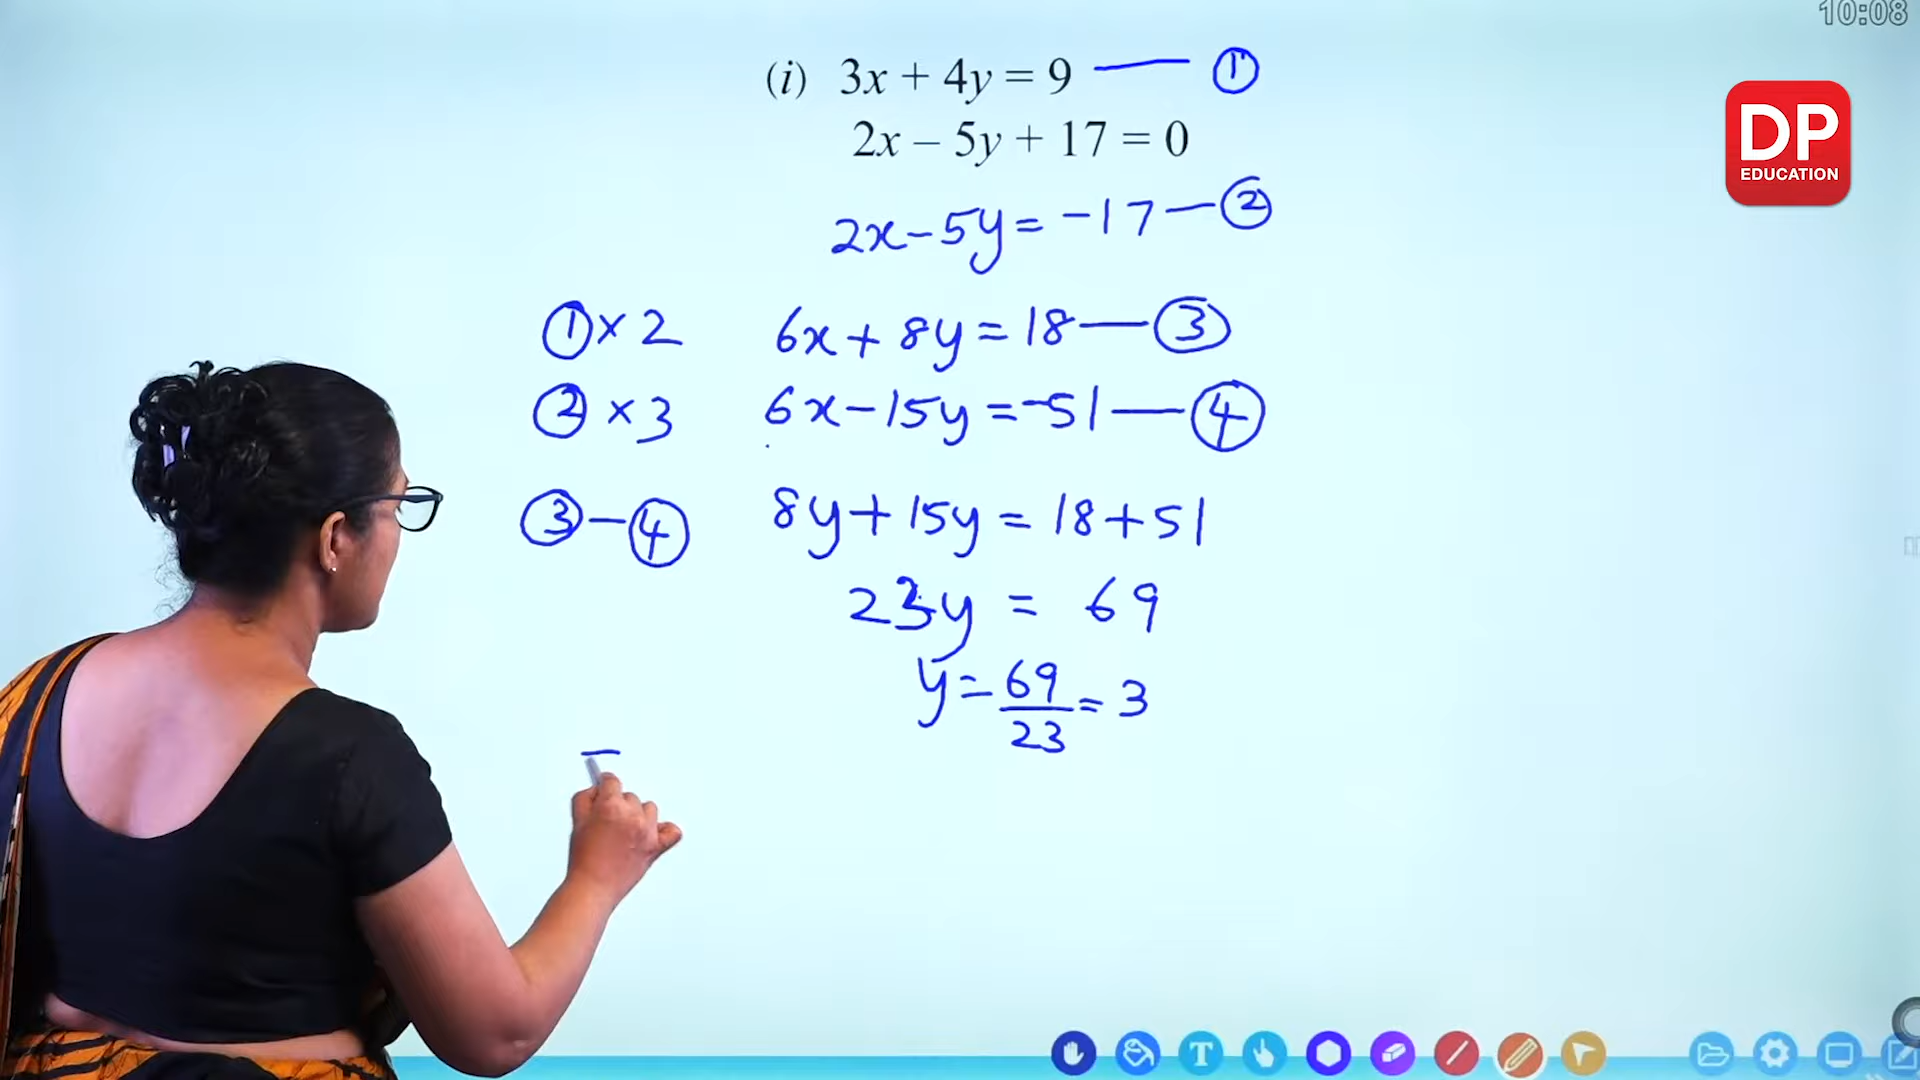 10:08
(i) 3x + 4y = 9 — ①
DP
EDUCATION
2x – 5y + 17 = 0
2x – 5y = -17 — ②
① × 2 6x + 8y = 18 — ③
② × 3 6x – 15y = -51 — ④
③ – ④ 8y + 15y = 18 + 51
23y = 69
y = 69/23 = 3
T